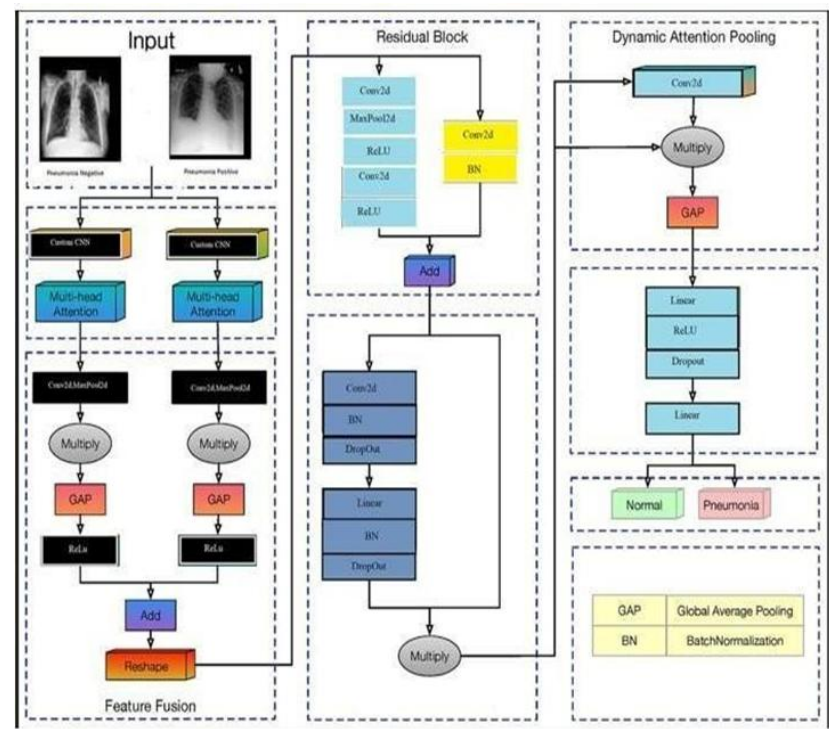 Input
Pneumonia Negative
Pneumonia Positive
Custom CNN
Custom CNN
Multi-head
Attention
Multi-head
Attention
Conv2d,MaxPool2d
Conv2d,MaxPool2d
Multiply
Multiply
GAP
GAP
ReLu
ReLu
Add
Reshape
Feature Fusion
Residual Block
Conv2d
MaxPool2d
ReLU
Conv2d
ReLU
Conv2d
BN
Add
Conv2d
BN
DropOut
Linear
BN
DropOut
Multiply
Dynamic Attention Pooling
Conv2d
Multiply
GAP
Linear
ReLU
Dropout
Linear
Normal
Pneumonia
GAP Global Average Pooling
BN BatchNormalization